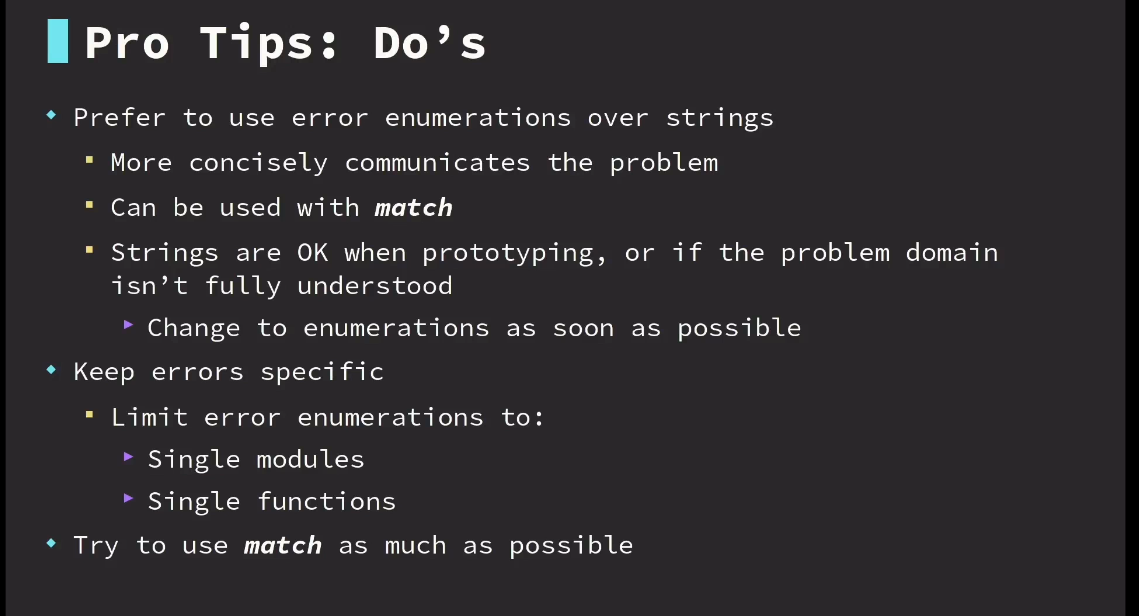 Pro Tips: Do’s
Prefer to use error enumerations over strings
More concisely communicates the problem
Can be used with match
Strings are OK when prototyping, or if the problem domain
isn’t fully understood
Change to enumerations as soon as possible
Keep errors specific
Limit error enumerations to:
Single modules
Single functions
Try to use match as much as possible